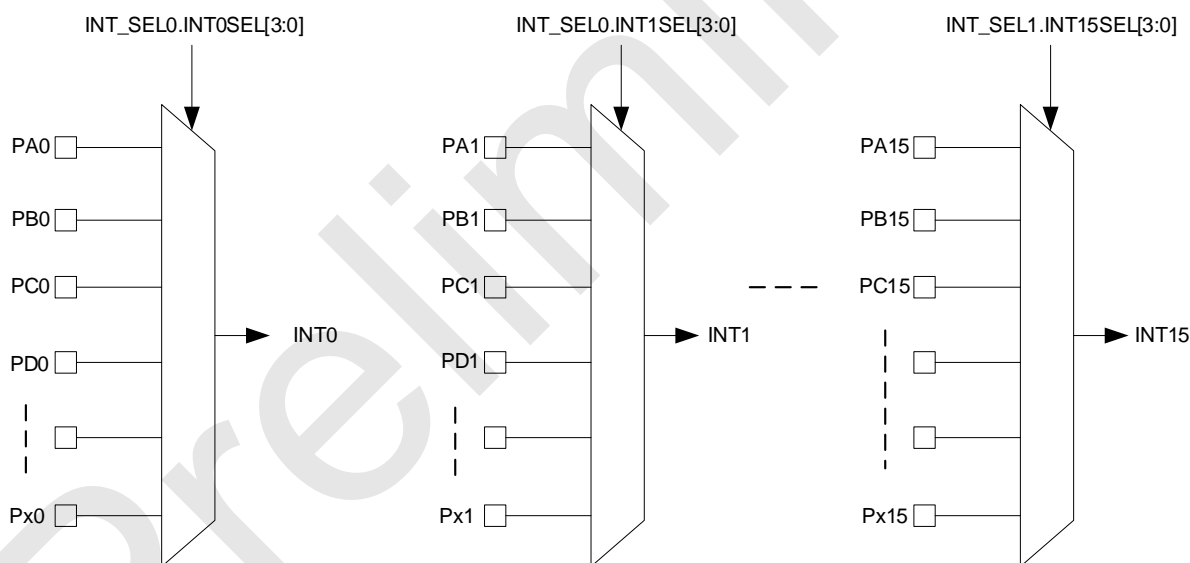 INT_SEL0.INT0SEL[3:0]
INT_SEL0.INT1SEL[3:0]
INT_SEL1.INT15SEL[3:0]
PA0
PA1
PA15
PB0
PB1
PB15
PC0
PC1
PC15
INT0
INT1
INT15
PD0
PD1
Px0
Px1
Px15
Prelimi